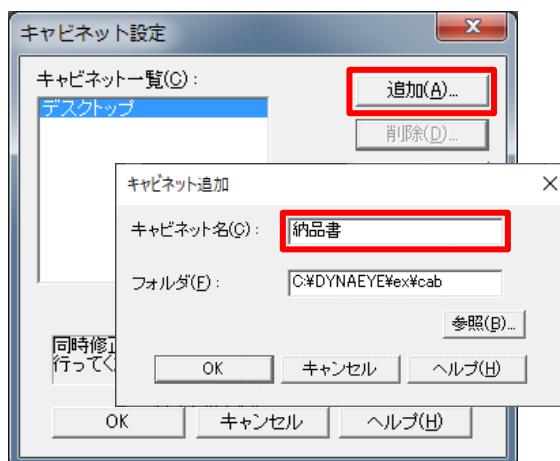 キャビネット設定
キャビネット一覧(C):
追加(A)...
デスクトップ
削除(D)...
キャビネット追加
キャビネット名(C):
納品書
フォルダ(F):
C:¥DYNAEYE¥ex¥cab
参照(B)...
同時修正
行ってく
OK
キャンセル
ヘルプ(H)
OK
キャンセル
ヘルプ(H)